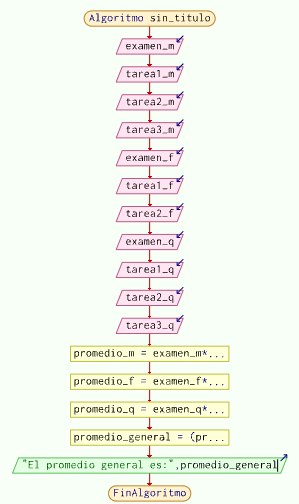 Algoritmo sin_titulo
examen_m
tarea1_m
tarea2_m
tarea3_m
examen_f
tarea1_f
tarea2_f
examen_q
tarea1_q
tarea2_q
tarea3_q
promedio_m = examen_m*...
promedio_f = examen_f*...
promedio_q = examen_q*...
promedio_general = (pr...
"El promedio general es:",promedio_general
FinAlgoritmo